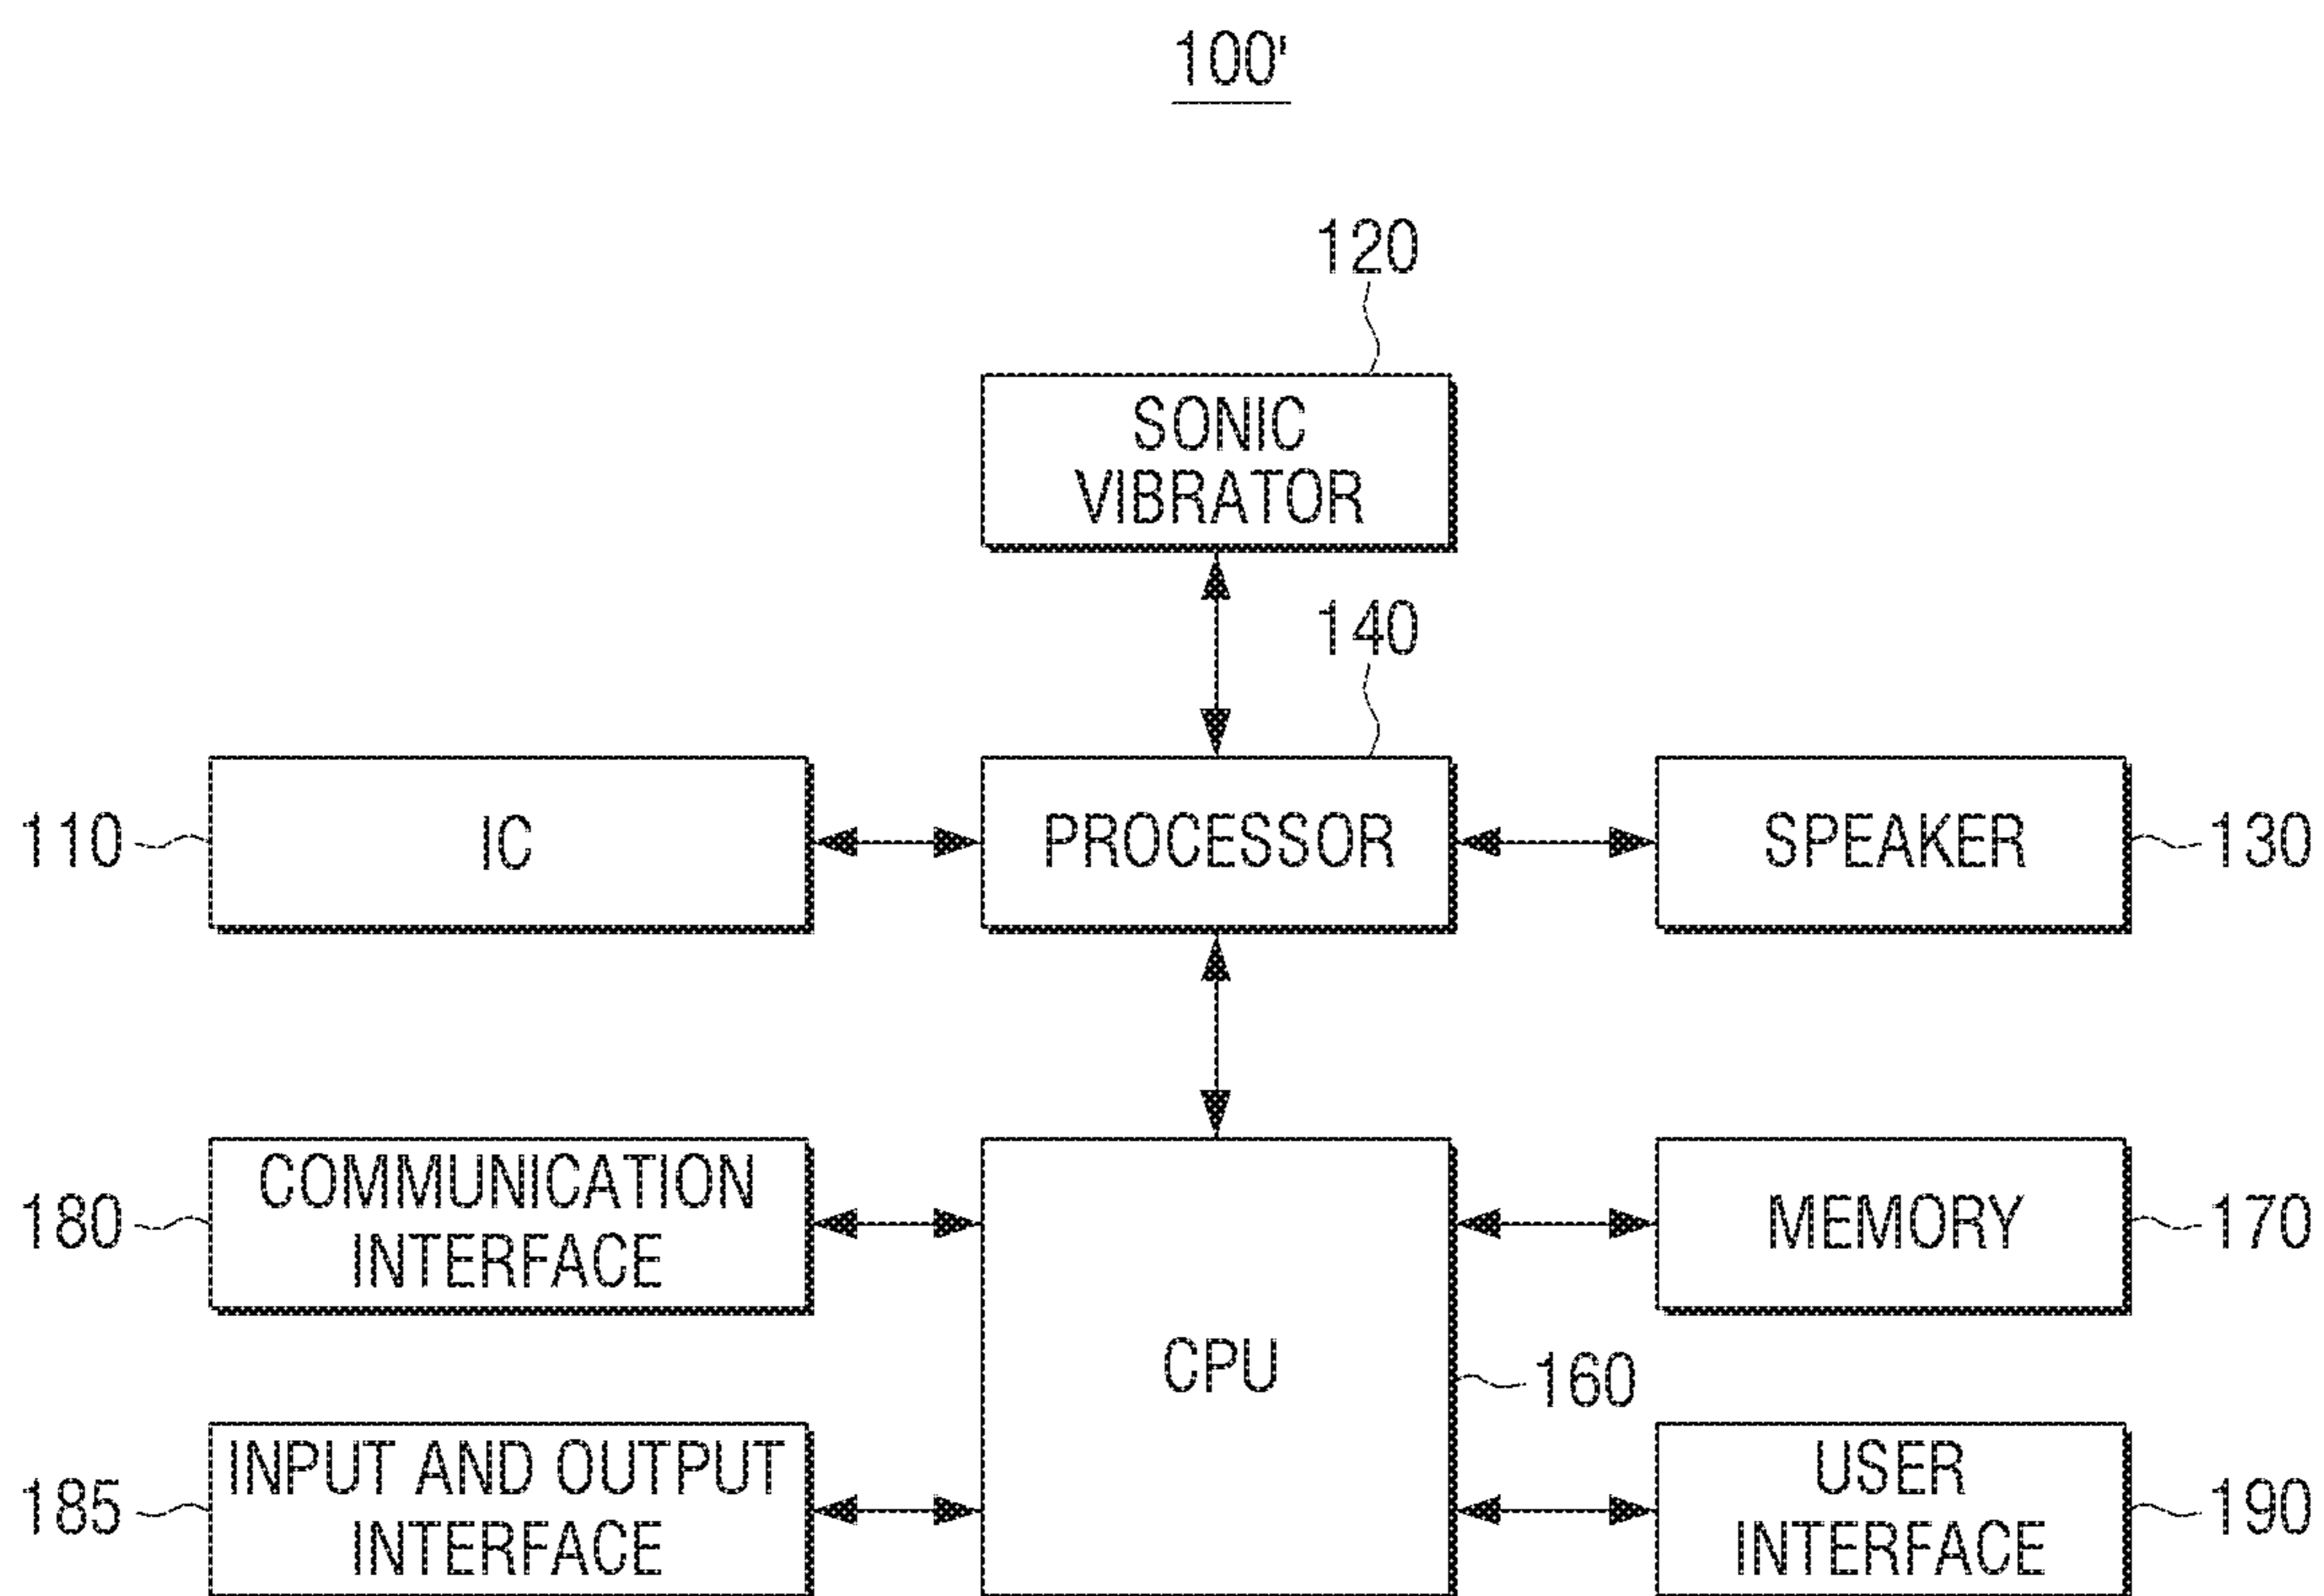 100'
120
SONIC
VIBRATOR
140
110
IC
PROCESSOR
SPEAKER
130
180
COMMUNICATION
INTERFACE
CPU
160
MEMORY
170
185
INPUT AND OUTPUT
INTERFACE
USER
INTERFACE
190